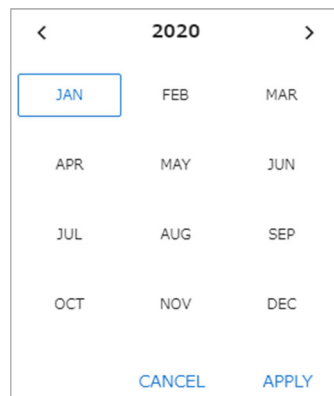 2020
JAN FEB MAR
APR MAY JUN
JUL AUG SEP
OCT NOV DEC
CANCEL APPLY